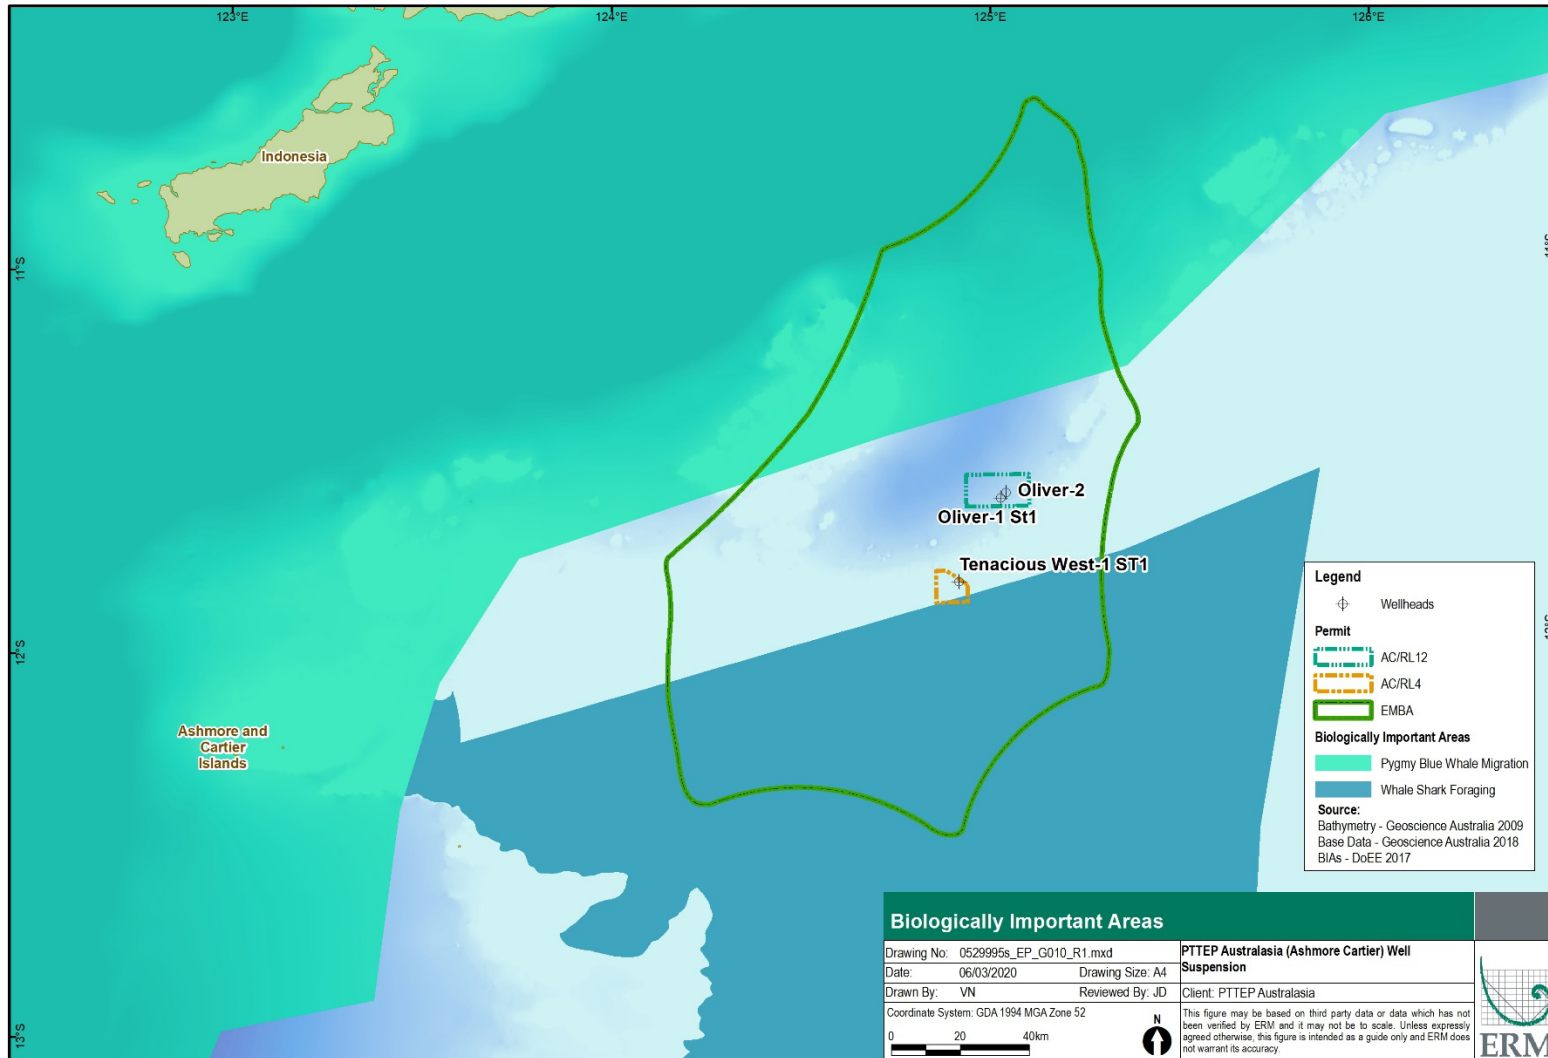 123°E
124°E
125°E
126°E
Indonesia
11°S
11°S
Oliver-2
Oliver-1 St1
Tenacious West-1 ST1
12°S
Ashmore and
Cartier
Islands
13°S
Legend
Wellheads
Permit
AC/RL12
AC/RL4
EMBA
Biologically Important Areas
Pygmy Blue Whale Migration
Whale Shark Foraging
Source:
Bathymetry - Geoscience Australia 2009
Base Data - Geoscience Australia 2018
BIAs - DoEE 2017
Biologically Important Areas
Drawing No: 0529995s_EP_G010_R1.mxd
Date: 06/03/2020 Drawing Size: A4
Drawn By: VN Reviewed By: JD
Coordinate System: GDA 1994 MGA Zone 52
0 20 40km
N
PTTEP Australasia (Ashmore Cartier) Well
Suspension
Client: PTTEP Australasia
This figure may be based on third party data or data which has not
been verified by ERM and it may not be to scale. Unless expressly
agreed otherwise, this figure is intended as a guide only and ERM does
not warrant its accuracy.
ERM